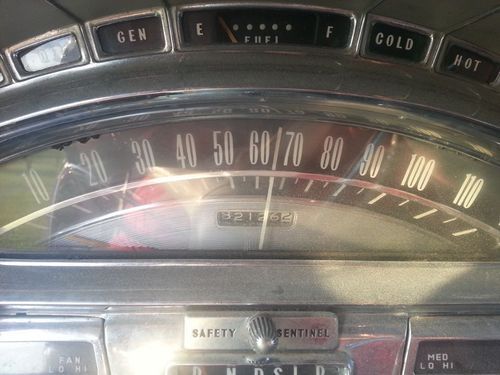 GEN E FUEL F COLD HOT
10 20 30 40 50 60 70 80 90 100 110
321262
SAFETY SENTINEL
FAN MED
LO HI LO HI